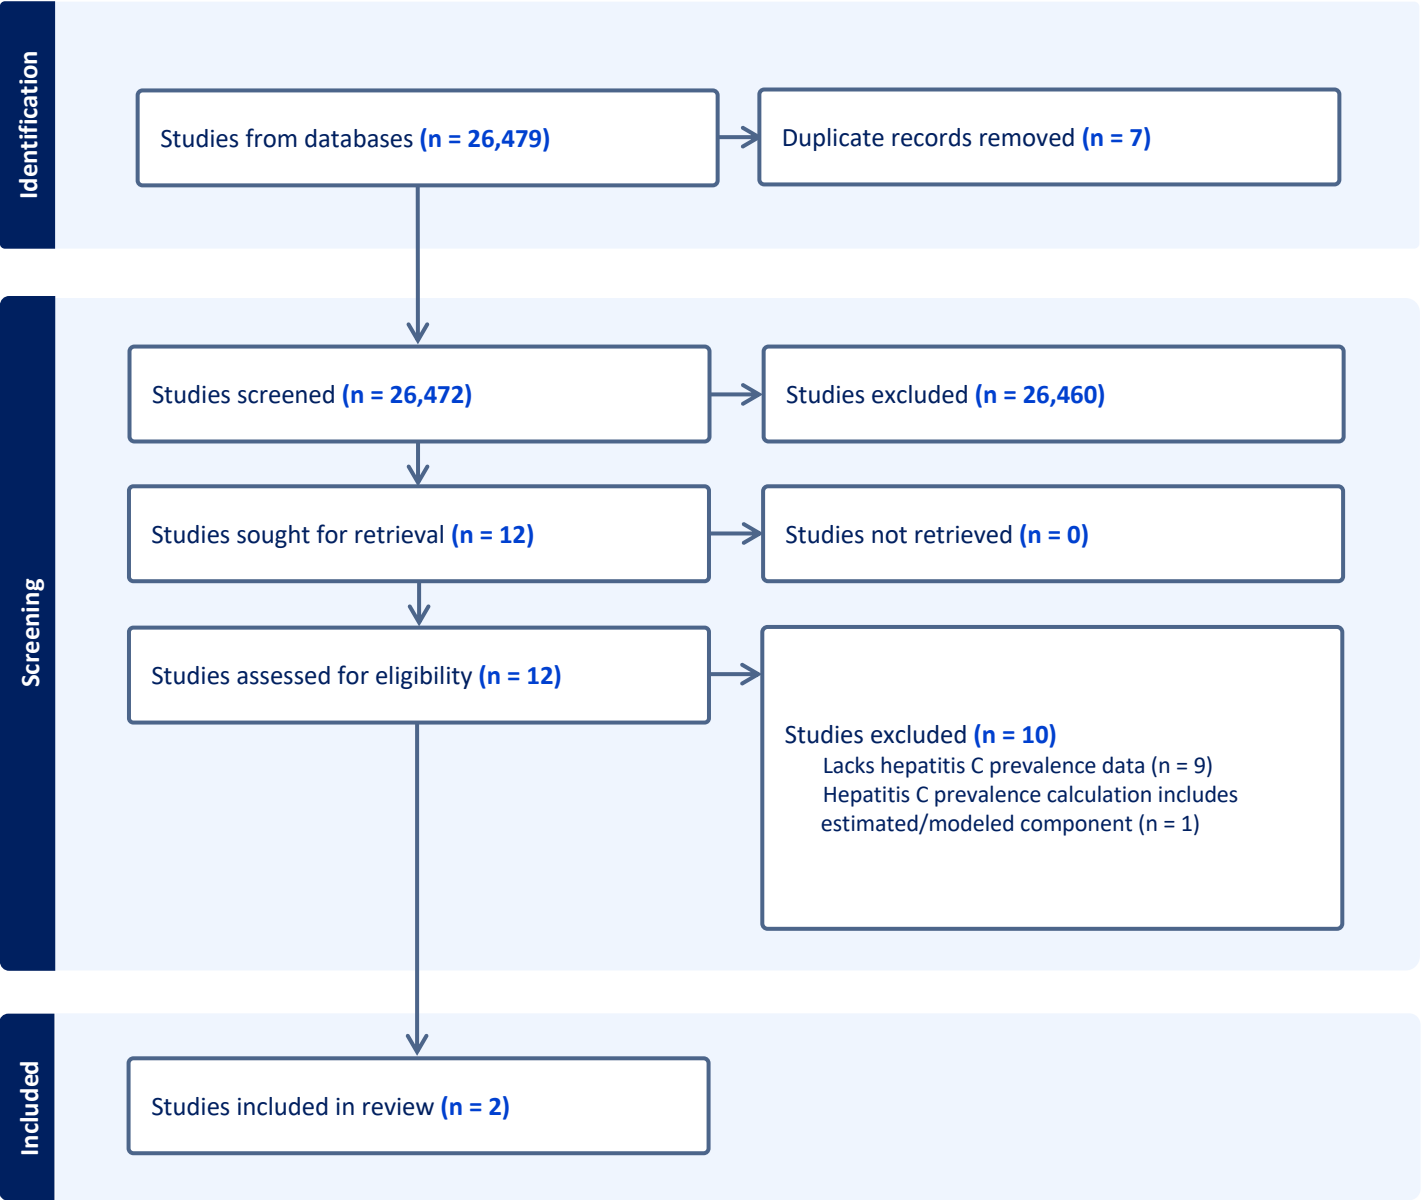 Identification
Studies from databases (n = 26,479)
Duplicate records removed (n = 7)
Screening
Studies screened (n = 26,472)
Studies excluded (n = 26,460)
Studies sought for retrieval (n = 12)
Studies not retrieved (n = 0)
Studies assessed for eligibility (n = 12)
Studies excluded (n = 10)
Lacks hepatitis C prevalence data (n = 9)
Hepatitis C prevalence calculation includes
estimated/modeled component (n = 1)
Included
Studies included in review (n = 2)